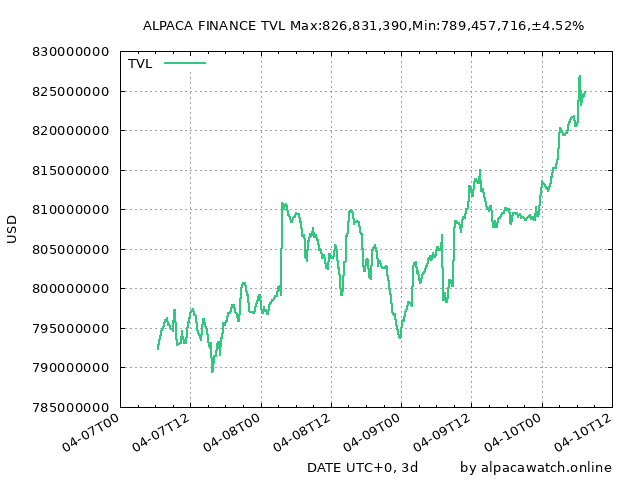 ALPACA FINANCE TVL Max:826,831,390,Min:789,457,716,±4.52%
830000000
TVL
825000000
820000000
815000000
810000000
USD
805000000
800000000
795000000
790000000
785000000
04-07T00 04-07T12 04-08T00 04-08T12 04-09T00 04-09T12 04-10T00 04-10T12
DATE UTC+0, 3d by alpacawatch.online